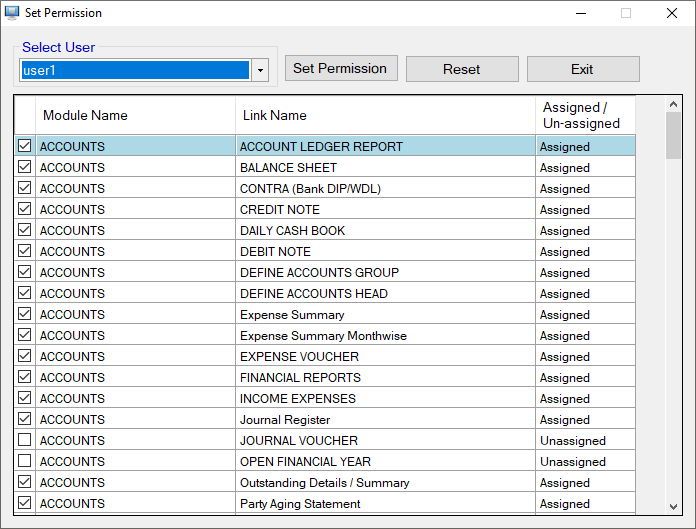 Set Permission
Select User
user1
Set Permission Reset Exit
Module Name Link Name Assigned /
Un-assigned
ACCOUNTS ACCOUNT LEDGER REPORT Assigned
ACCOUNTS BALANCE SHEET Assigned
ACCOUNTS CONTRA (Bank DIP/WDL) Assigned
ACCOUNTS CREDIT NOTE Assigned
ACCOUNTS DAILY CASH BOOK Assigned
ACCOUNTS DEBIT NOTE Assigned
ACCOUNTS DEFINE ACCOUNTS GROUP Assigned
ACCOUNTS DEFINE ACCOUNTS HEAD Assigned
ACCOUNTS Expense Summary Assigned
ACCOUNTS Expense Summary Monthwise Assigned
ACCOUNTS EXPENSE VOUCHER Assigned
ACCOUNTS FINANCIAL REPORTS Assigned
ACCOUNTS INCOME EXPENSES Assigned
ACCOUNTS Journal Register Assigned
ACCOUNTS JOURNAL VOUCHER Unassigned
ACCOUNTS OPEN FINANCIAL YEAR Unassigned
ACCOUNTS Outstanding Details / Summary Assigned
ACCOUNTS Party Aging Statement Assigned